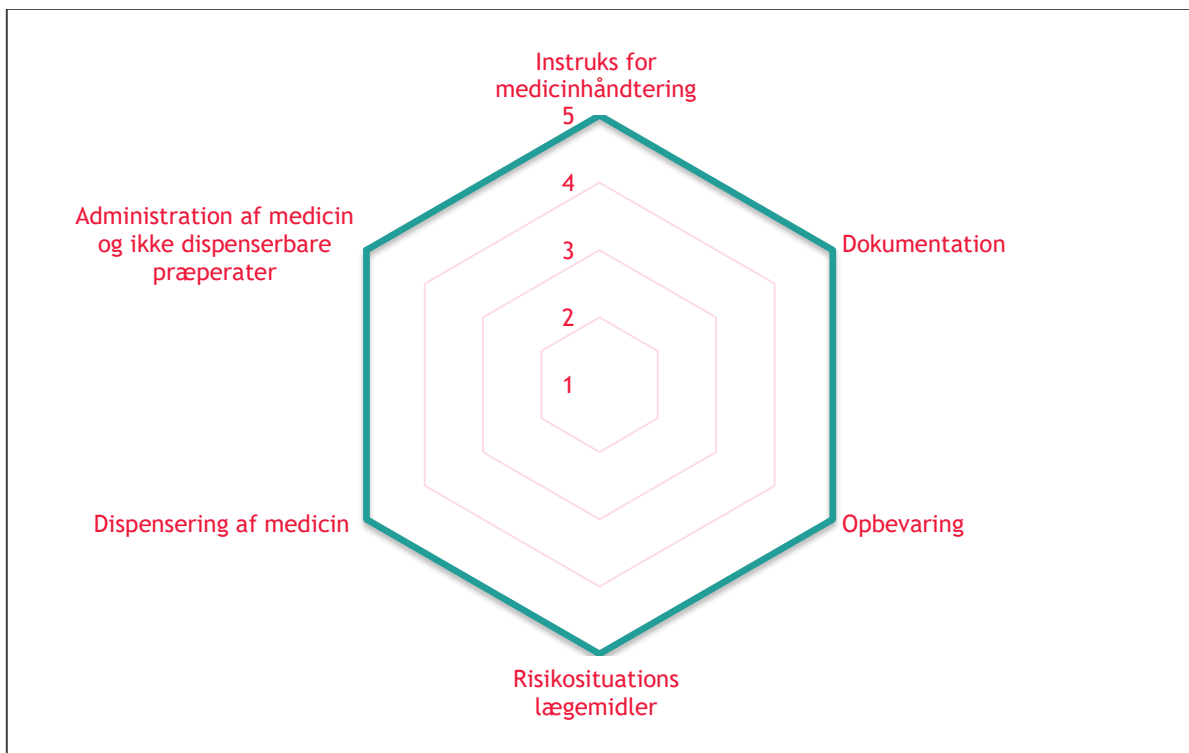 Instruks for
medicinhåndtering
5
4
3
2
1
Dokumentation
Opbevaring
Risikosituations
lægemidler
Dispensering af medicin
Administration af medicin
og ikke dispenserbare
præperater